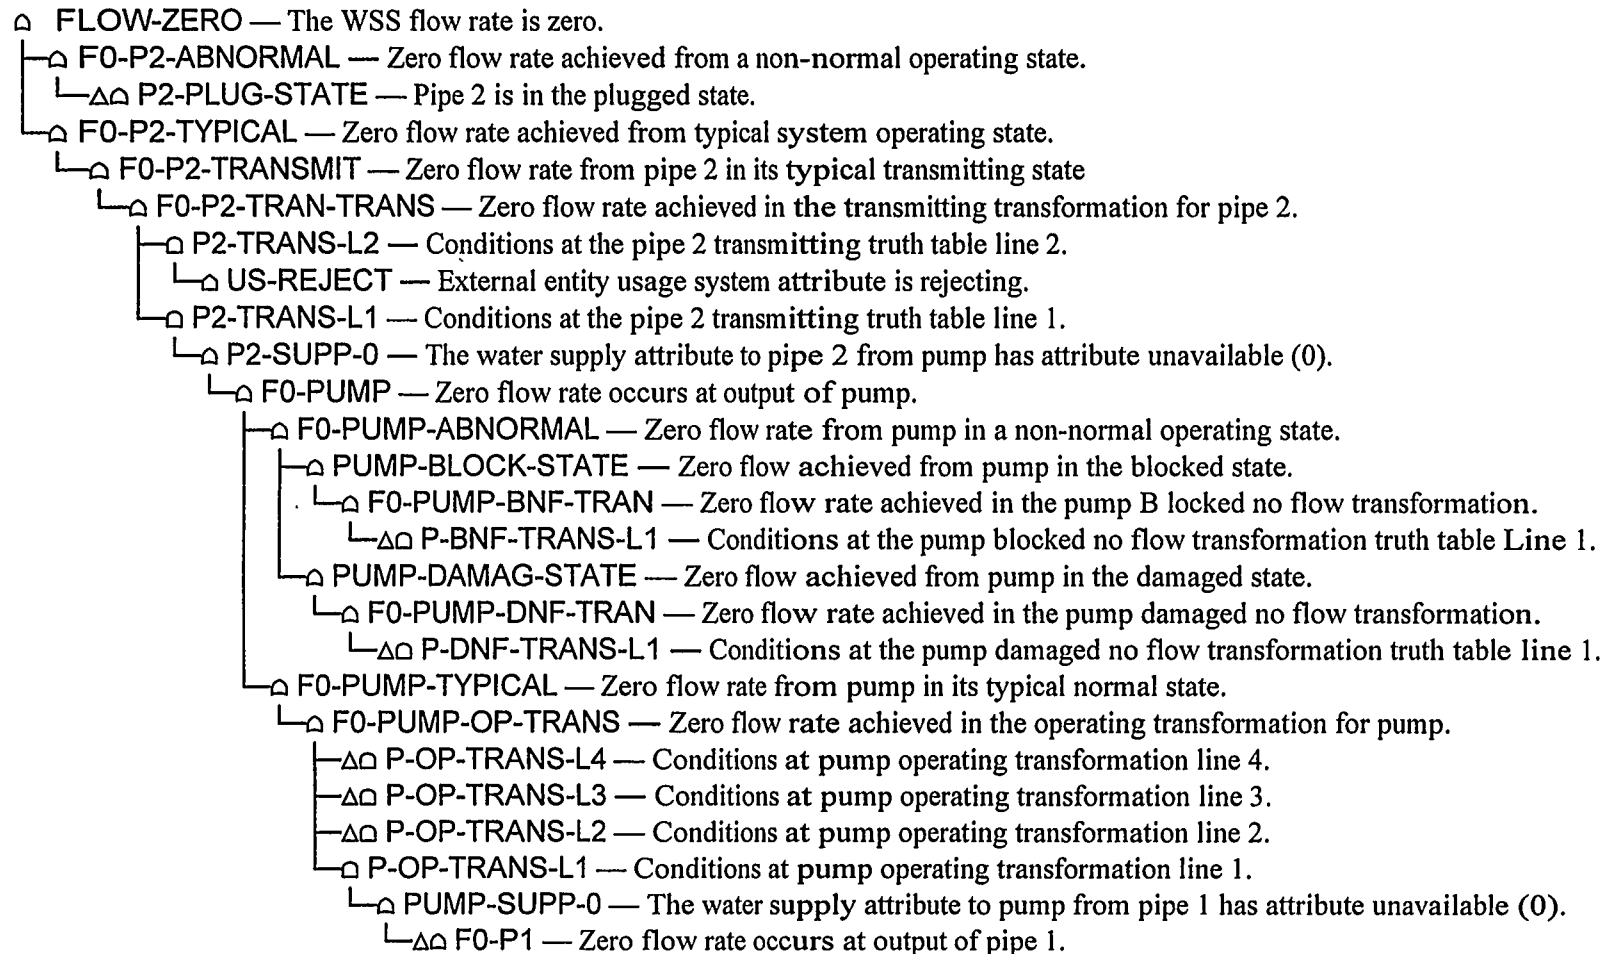 FLOW-ZERO — The WSS flow rate is zero.
F0-P2-ABNORMAL — Zero flow rate achieved from a non-normal operating state.
P2-PLUG-STATE — Pipe 2 is in the plugged state.
F0-P2-TYPICAL — Zero flow rate achieved from typical system operating state.
F0-P2-TRANSMIT — Zero flow rate from pipe 2 in its typical transmitting state
F0-P2-TRAN-TRANS — Zero flow rate achieved in the transmitting transformation for pipe 2.
P2-TRANS-L2 — Conditions at the pipe 2 transmitting truth table line 2.
US-REJECT — External entity usage system attribute is rejecting.
P2-TRANS-L1 — Conditions at the pipe 2 transmitting truth table line 1.
P2-SUPP-0 — The water supply attribute to pipe 2 from pump has attribute unavailable (0).
F0-PUMP — Zero flow rate occurs at output of pump.
F0-PUMP-ABNORMAL — Zero flow rate from pump in a non-normal operating state.
PUMP-BLOCK-STATE — Zero flow achieved from pump in the blocked state.
F0-PUMP-BNF-TRAN — Zero flow rate achieved in the pump B locked no flow transformation.
P-BNF-TRANS-L1 — Conditions at the pump blocked no flow transformation truth table Line 1.
PUMP-DAMAG-STATE — Zero flow achieved from pump in the damaged state.
F0-PUMP-DNF-TRAN — Zero flow rate achieved in the pump damaged no flow transformation.
P-DNF-TRANS-L1 — Conditions at the pump damaged no flow transformation truth table line 1.
F0-PUMP-TYPICAL — Zero flow rate from pump in its typical normal state.
F0-PUMP-OP-TRANS — Zero flow rate achieved in the operating transformation for pump.
P-OP-TRANS-L4 — Conditions at pump operating transformation line 4.
P-OP-TRANS-L3 — Conditions at pump operating transformation line 3.
P-OP-TRANS-L2 — Conditions at pump operating transformation line 2.
P-OP-TRANS-L1 — Conditions at pump operating transformation line 1.
PUMP-SUPP-0 — The water supply attribute to pump from pipe 1 has attribute unavailable (0).
F0-P1 — Zero flow rate occurs at output of pipe 1.